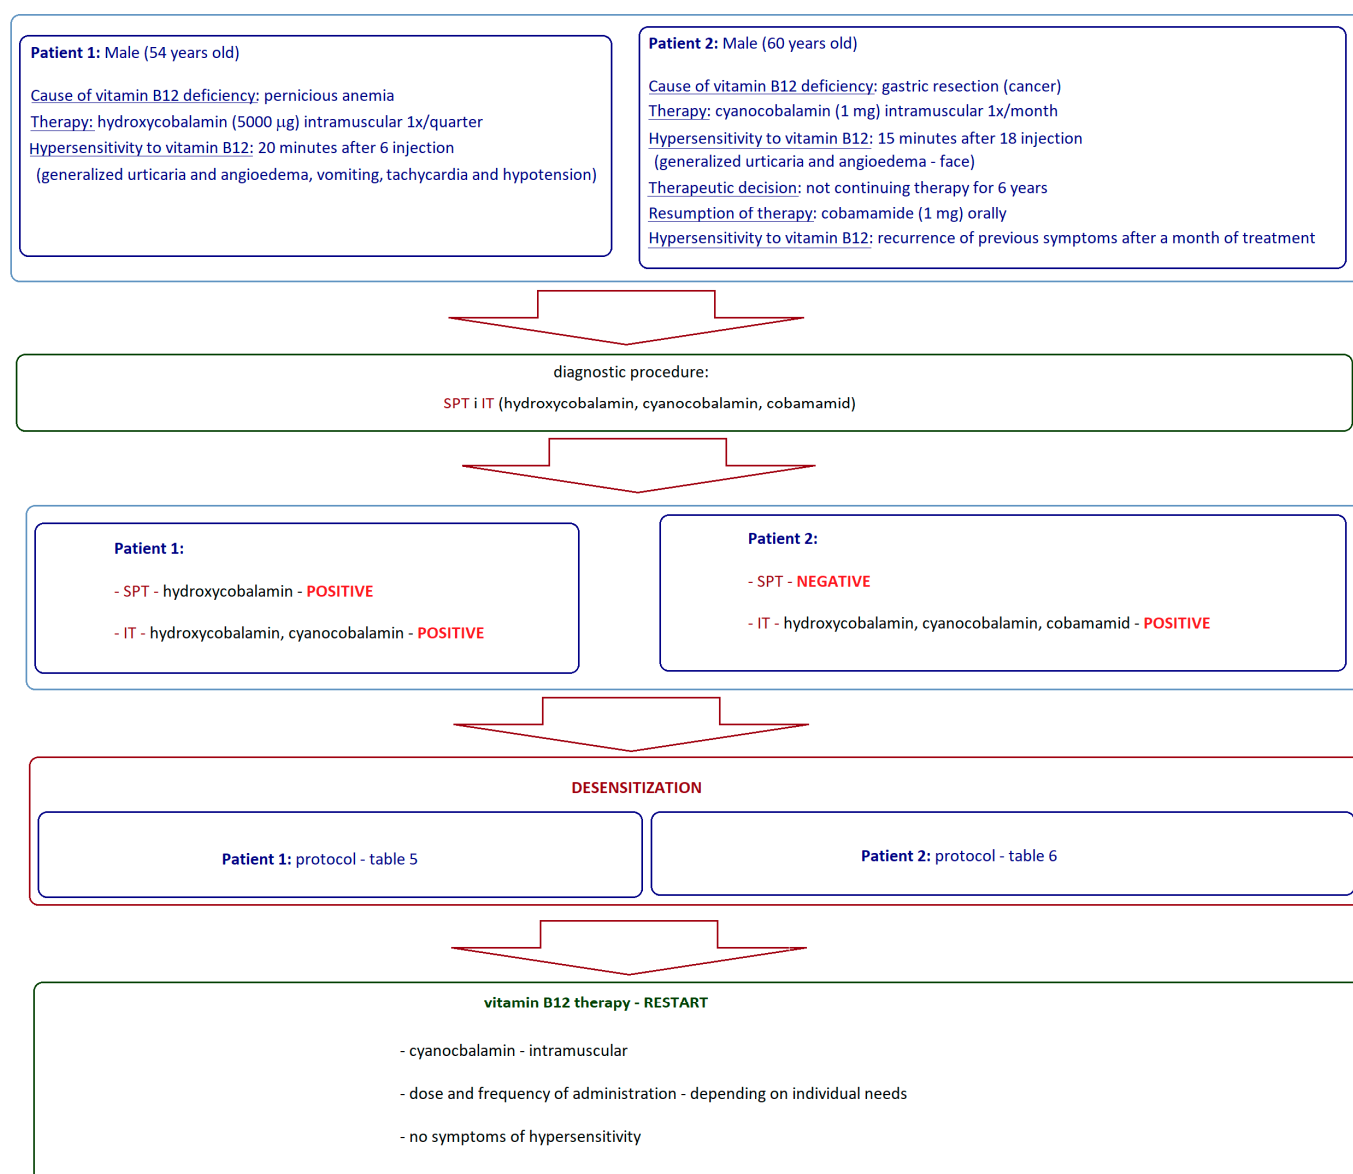 Patient 1: Male (54 years old)
Cause of vitamin B12 deficiency: pernicious anemia
Therapy: hydroxycobalamin (5000 µg) intramuscular 1x/quarter
Hypersensitivity to vitamin B12: 20 minutes after 6 injection
(generalized urticaria and angioedema, vomiting, tachycardia and hypotension)
Patient 2: Male (60 years old)
Cause of vitamin B12 deficiency: gastric resection (cancer)
Therapy: cyanocobalamin (1 mg) intramuscular 1x/month
Hypersensitivity to vitamin B12: 15 minutes after 18 injection
(generalized urticaria and angioedema - face)
Therapeutic decision: not continuing therapy for 6 years
Resumption of therapy: cobamamide (1 mg) orally
Hypersensitivity to vitamin B12: recurrence of previous symptoms after a month of treatment
diagnostic procedure:
SPT i IT (hydroxycobalamin, cyanocobalamin, cobamamid)
Patient 1:
- SPT - hydroxycobalamin - POSITIVE
- IT - hydroxycobalamin, cyanocobalamin - POSITIVE
Patient 2:
- SPT - NEGATIVE
- IT - hydroxycobalamin, cyanocobalamin, cobamamid - POSITIVE
DESENSITIZATION
Patient 1: protocol - table 5
Patient 2: protocol - table 6
vitamin B12 therapy - RESTART
- cyanocbalamin - intramuscular
- dose and frequency of administration - depending on individual needs
- no symptoms of hypersensitivity